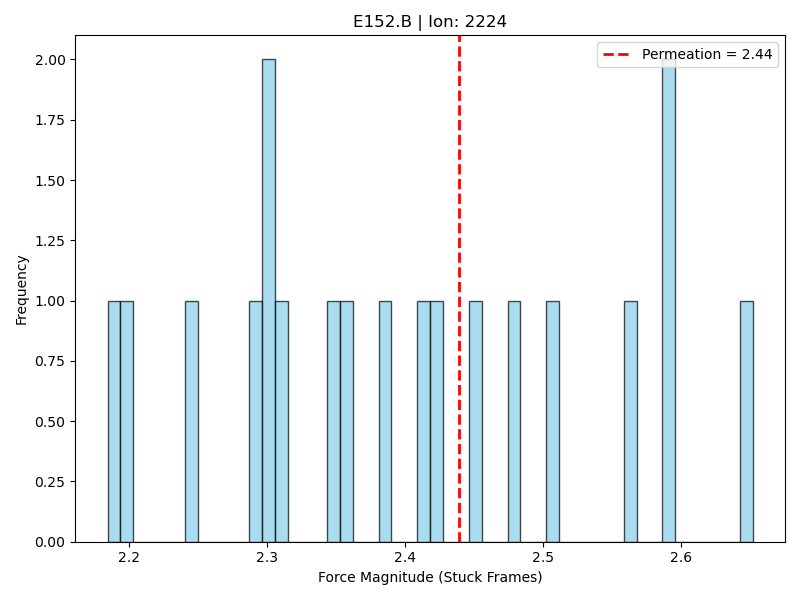 E152.B | Ion: 2224
Permeation = 2.44
2.00
1.75
1.50
1.25
1.00
0.75
0.50
0.25
0.00
Frequency
2.2 2.3 2.4 2.5 2.6
Force Magnitude (Stuck Frames)